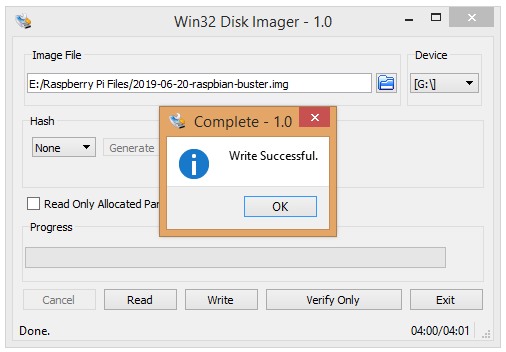 Win32 Disk Imager - 1.0
Image File
Device
E:/Raspberry Pi Files/2019-06-20-raspbian-buster.img
[G:\]
Hash
None
Generate
Complete - 1.0
Write Successful.
OK
Read Only Allocated Par
Progress
Cancel
Read
Write
Verify Only
Exit
Done.
04:00/04:01